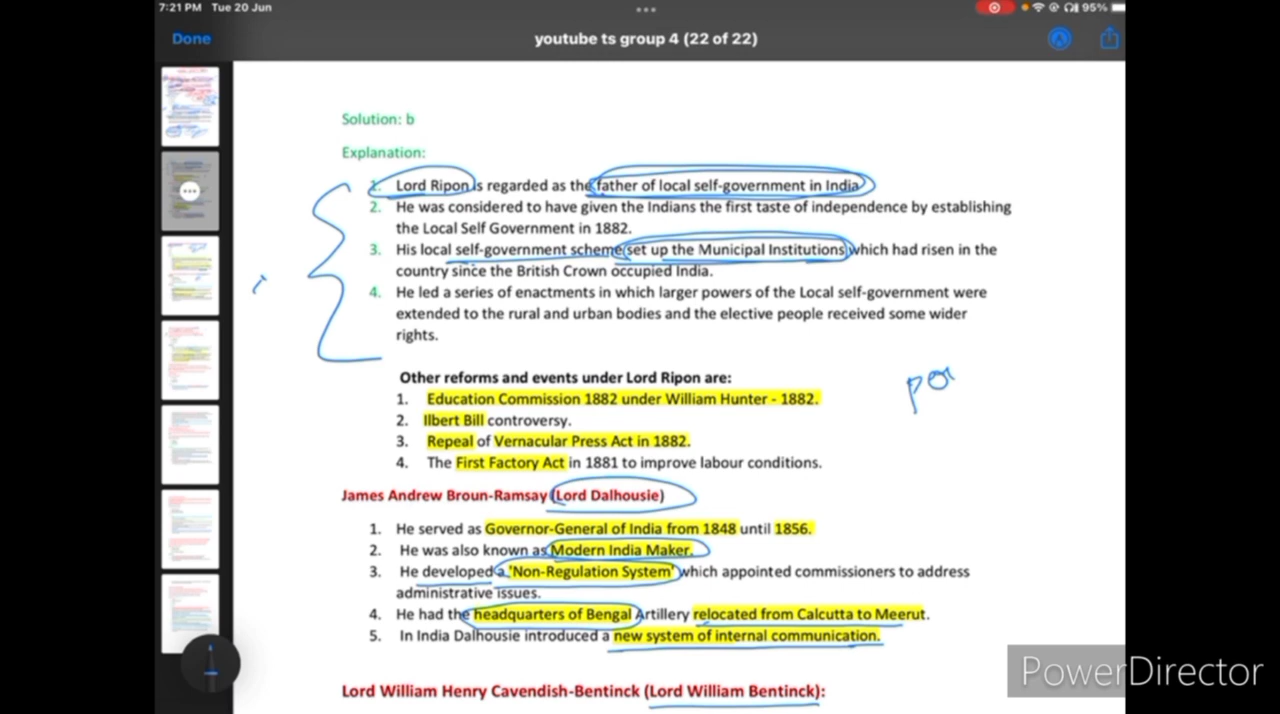 7:21 PM Tue 20 Jun
95%
Done
youtube ts group 4 (22 of 22)
Solution: b
Explanation:
1. Lord Ripon is regarded as the father of local self-government in India
2. He was considered to have given the Indians the first taste of independence by establishing
the Local Self Government in 1882.
3. His local self-government scheme set up the Municipal Institutions which had risen in the
country since the British Crown occupied India.
4. He led a series of enactments in which larger powers of the Local self-government were
extended to the rural and urban bodies and the elective people received some wider
rights.
Other reforms and events under Lord Ripon are:
1. Education Commission 1882 under William Hunter - 1882.
2. Ilbert Bill controversy.
3. Repeal of Vernacular Press Act in 1882.
4. The First Factory Act in 1881 to improve labour conditions.
James Andrew Broun-Ramsay (Lord Dalhousie)
1. He served as Governor-General of India from 1848 until 1856.
2. He was also known as Modern India Maker.
3. He developed a 'Non-Regulation System' which appointed commissioners to address
administrative issues.
4. He had the headquarters of Bengal Artillery relocated from Calcutta to Meerut.
5. In India Dalhousie introduced a new system of internal communication.
Lord William Henry Cavendish-Bentinck (Lord William Bentinck):
PowerDirector